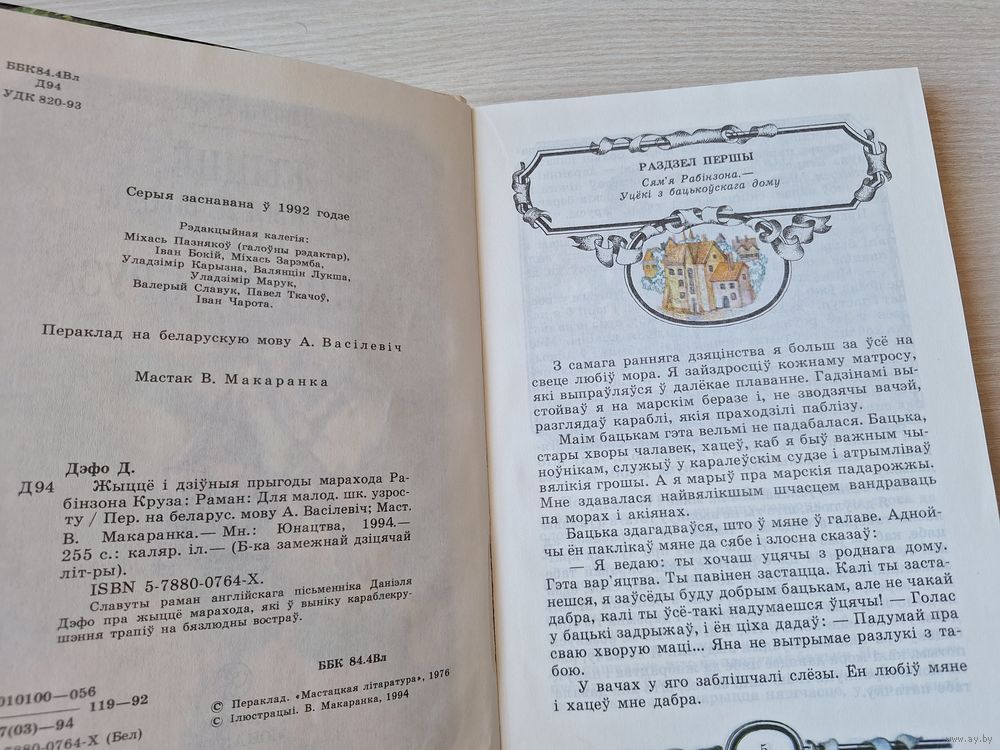 ББК84.4Вл
Д94
УДК 820-93
Серыя заснавана ў 1992 годзе
Рэдакцыйная калегія:
Міхась Пазнякоў (галоўны рэдактар),
Іван Бокій, Міхась Зарэмба,
Уладзімір Карызна, Валянцін Лукша,
Уладзімір Марук,
Валерый Славук, Павел Ткачоў,
Іван Чарота.
Пераклад на беларускую мову А. Васілевіч
Мастак В. Макаранка
Дэфо Д.
Д94 Жыццё і дзіўныя прыгоды марахода Ра-
бінзона Круза: Раман: Для малод. шк. узро-
сту / Пер. на беларус. мову А. Васілевіч; Маст.
В. Макаранка.— Мн.: Юнацтва, 1994.—
255 с.: каляр. іл.— (Б-ка замежнай дзіцячай
літ-ры).
ISBN 5-7880-0764-X.
Славуты раман английскага пісьменніка Даніэля
Дэфо пра жыццё марахода, які ў выніку караблекру-
шэння трапіў на бязлюдны востраў.
ББК 84.4Вл
010100—056
119—92
7(03)—94
© Пераклад. «Мастацкая літаратура», 1976
© Ілюстрацыі. В. Макаранка, 1994
5-7880-0764-X (Бел)
РАЗДЗЕЛ ПЕРШЫ
Сям'я Рабінзона.—
Уцёкі з бацькоўскага дому
З самага ранняга дзяцінства я больш за ўсё на
свеце любіў мора. Я зайздросціў кожнаму матросу,
які выпраўляўся ў далёкае плаванне. Гадзінамі вы-
стойваў я на марскім беразе і, не зводзячы вачэй,
разглядаў караблі, якія праходзілі паблізу.
Маім бацькам гэта вельмі не падабалася. Бацька,
стары хворы чалавек, хацеў, каб я быў важным чы-
ноўнікам, служыў у каралеўскім судзе і атрымліваў
вялікія грошы. А я марыў пра марскія падарожжы.
Мне здавалася найвялікшым шчасцем вандраваць
па морах і акіянах.
Бацька здагадваўся, што ў мяне ў галаве. Адной-
чы ён паклікаў мяне да сябе і злосна сказаў:
— Я ведаю: ты хочаш уцячы з роднага дому.
Гэта вар'яцтва. Ты павінен застацца. Калі ты заста-
нешся, я заўсёды буду добрым бацькам, але не чакай
дабра, калі ты ўсё-такі надумаешся ўцячы! — Голас
у бацькі задрыжаў, і ён ціха дадаў: — Падумай пра
сваю хворую маці... Яна не вытрымае разлукі з та-
бою.
У вачах у яго заблішчалі слёзы. Ён любіў мяне
і хацеў мне дабра.
5
www.ay.by